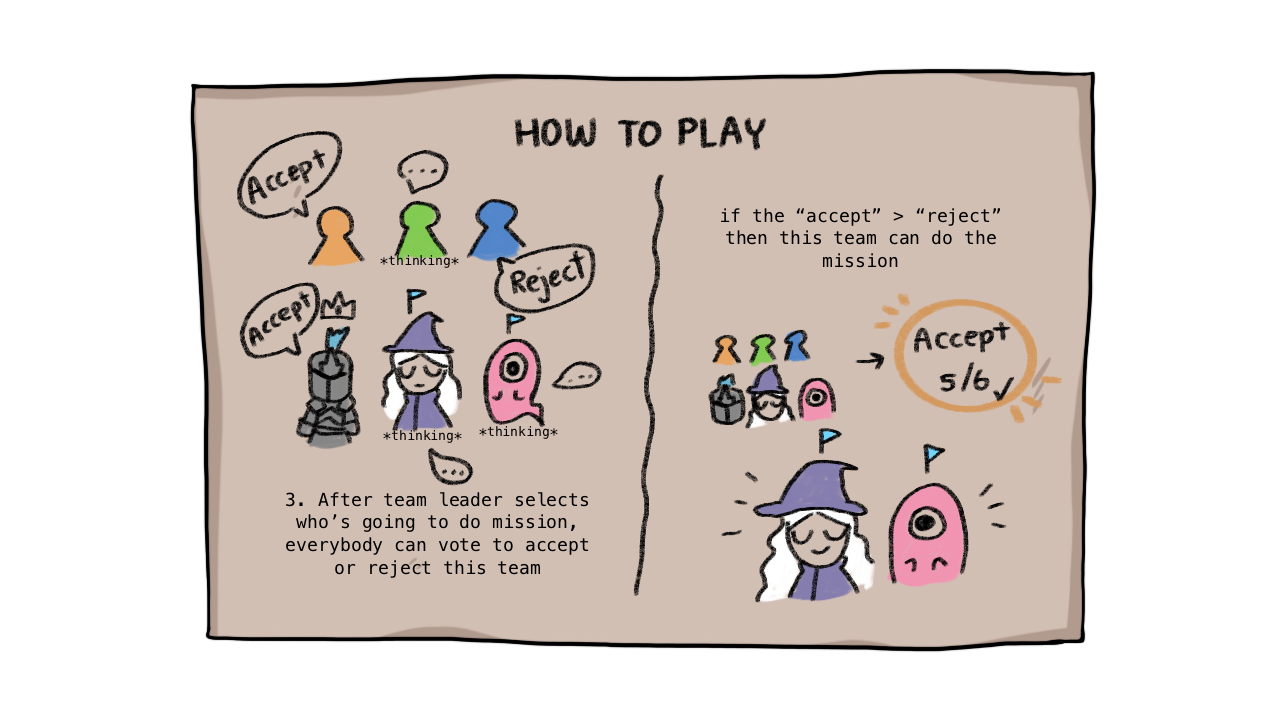 HOW TO PLAY
Accept
...
*thinking*
Reject
Accept
...
*thinking*
*thinking*
...
3. After team leader selects
who’s going to do mission,
everybody can vote to accept
or reject this team
if the “accept” > “reject”
then this team can do the
mission
Accept
5/6 ✓